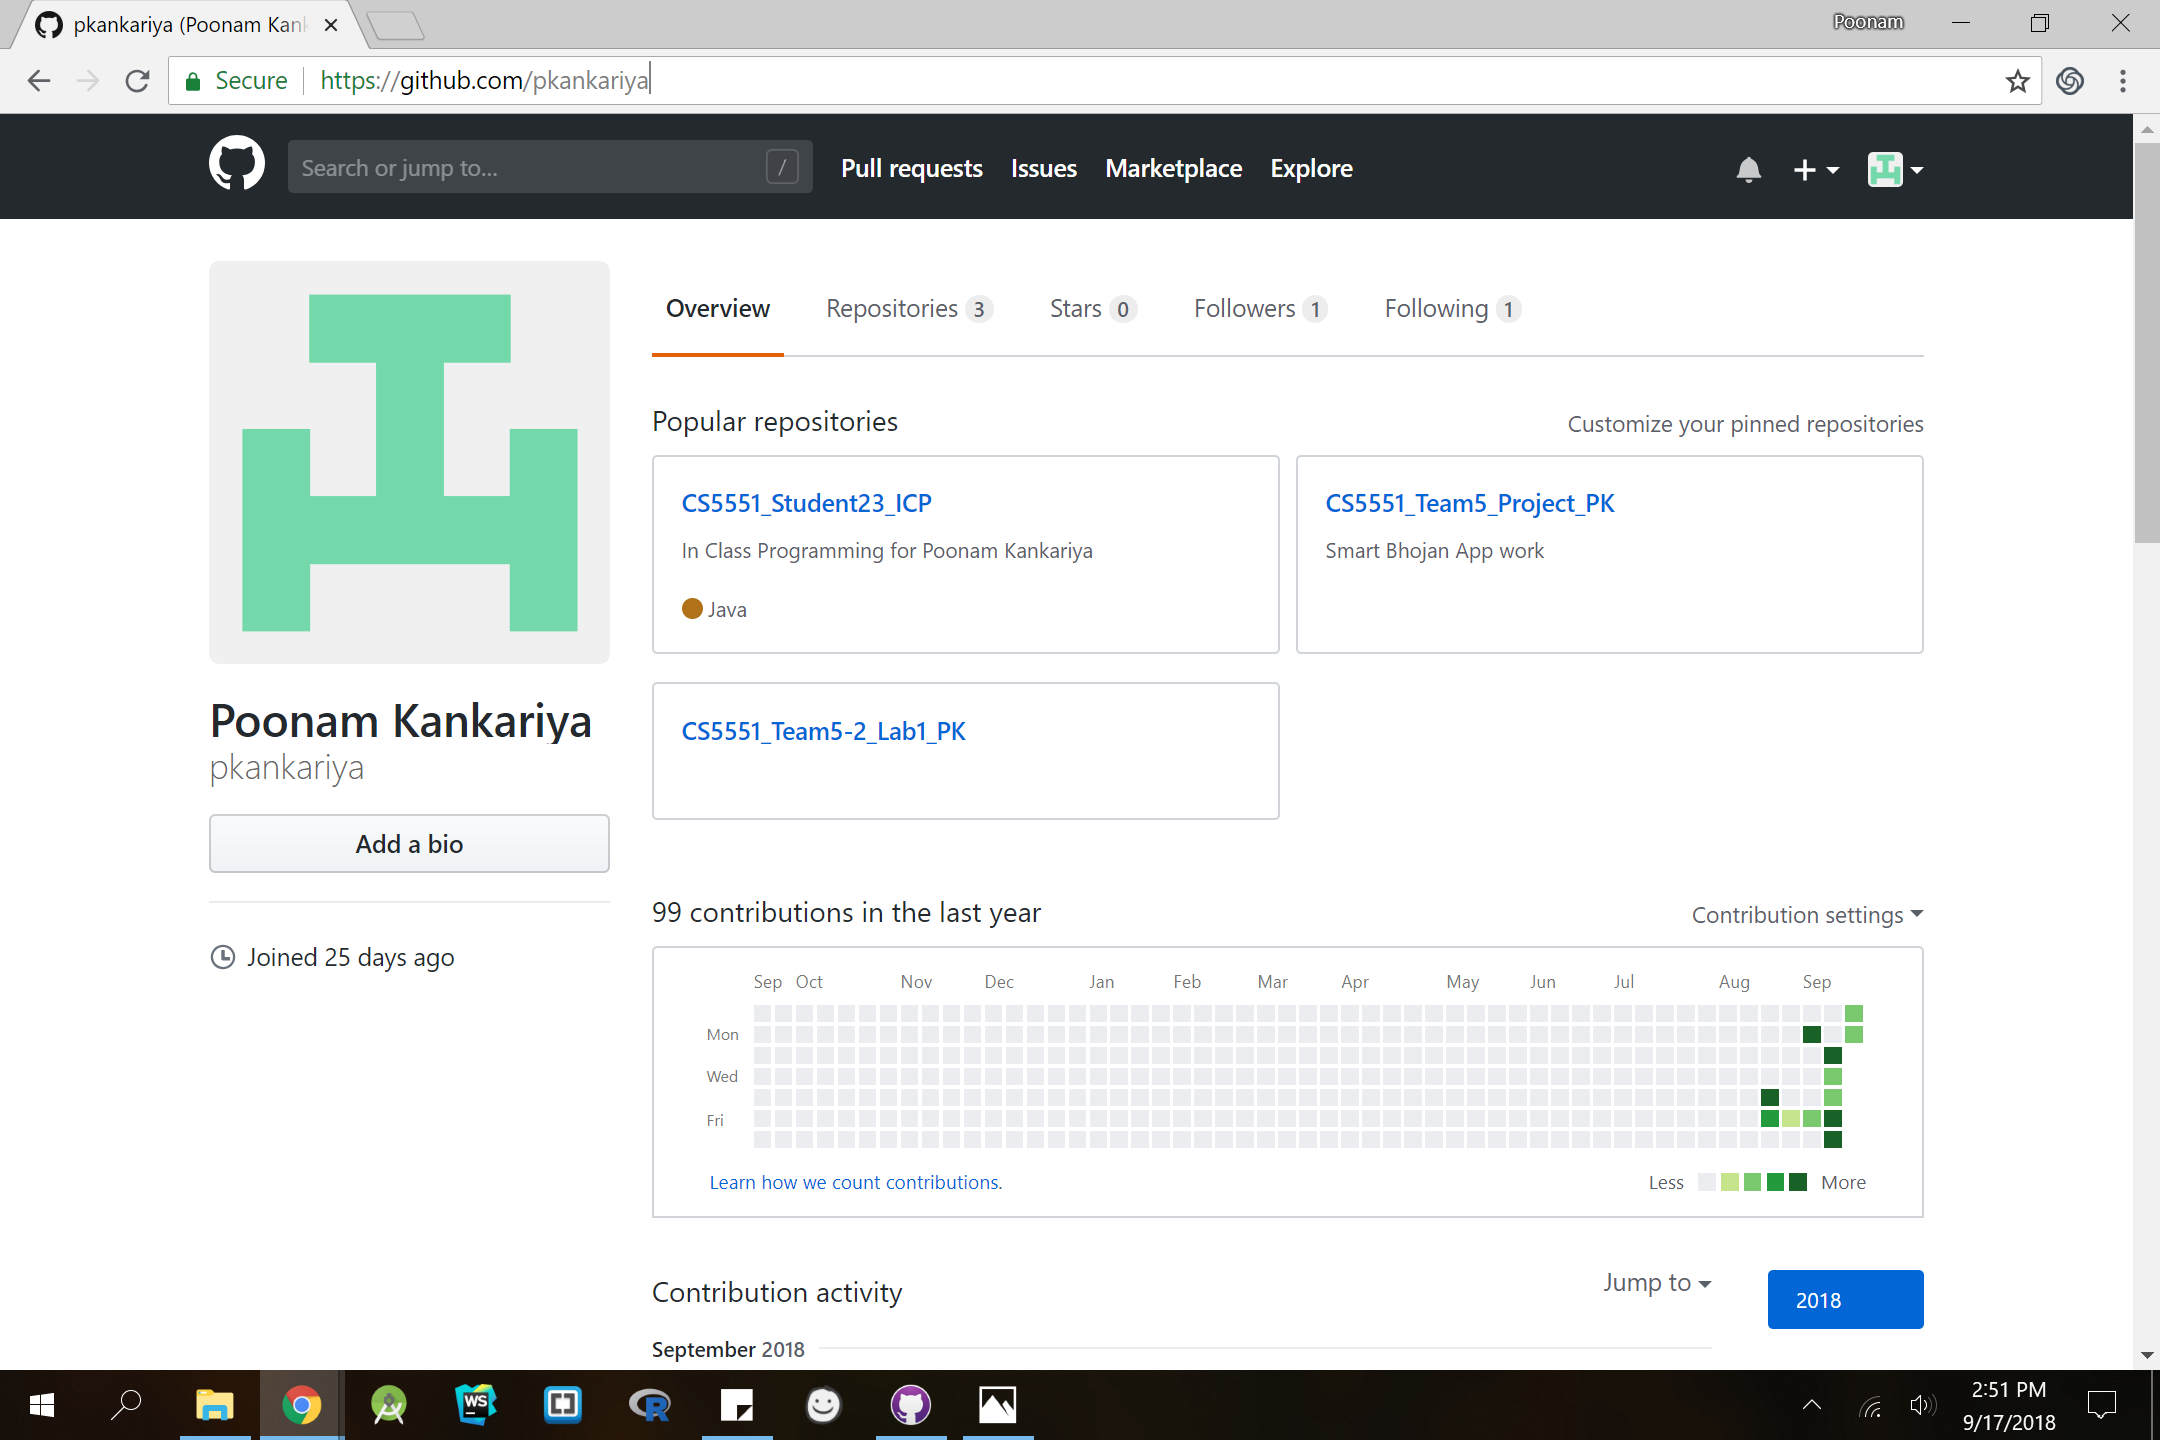 pkankariya (Poonam Kank
Poonam
Secure https://github.com/pkankariya
Search or jump to... / Pull requests Issues Marketplace Explore
Overview Repositories 3 Stars 0 Followers 1 Following 1
Popular repositories Customize your pinned repositories
CS5551_Student23_ICP
In Class Programming for Poonam Kankariya
Java
CS5551_Team5_Project_PK
Smart Bhojan App work
CS5551_Team5-2_Lab1_PK
Poonam Kankariya
pkankariya
Add a bio
Joined 25 days ago
99 contributions in the last year Contribution settings
Sep Oct Nov Dec Jan Feb Mar Apr May Jun Jul Aug Sep
Mon
Wed
Fri
Learn how we count contributions. Less More
Contribution activity Jump to 2018
September 2018
WS R
2:51 PM
9/17/2018